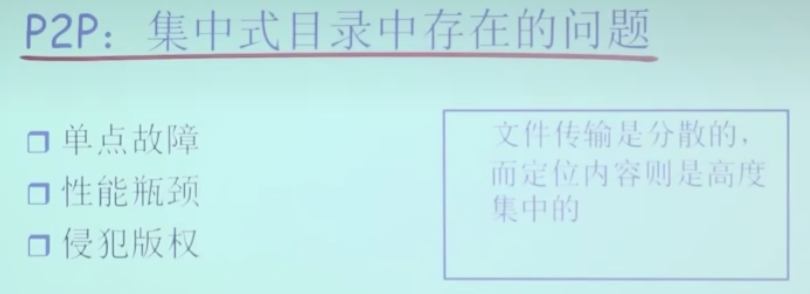 P2P：集中式目录中存在的问题
单点故障
性能瓶颈
侵犯版权
文件传输是分散的，
而定位内容则是高度
集中的